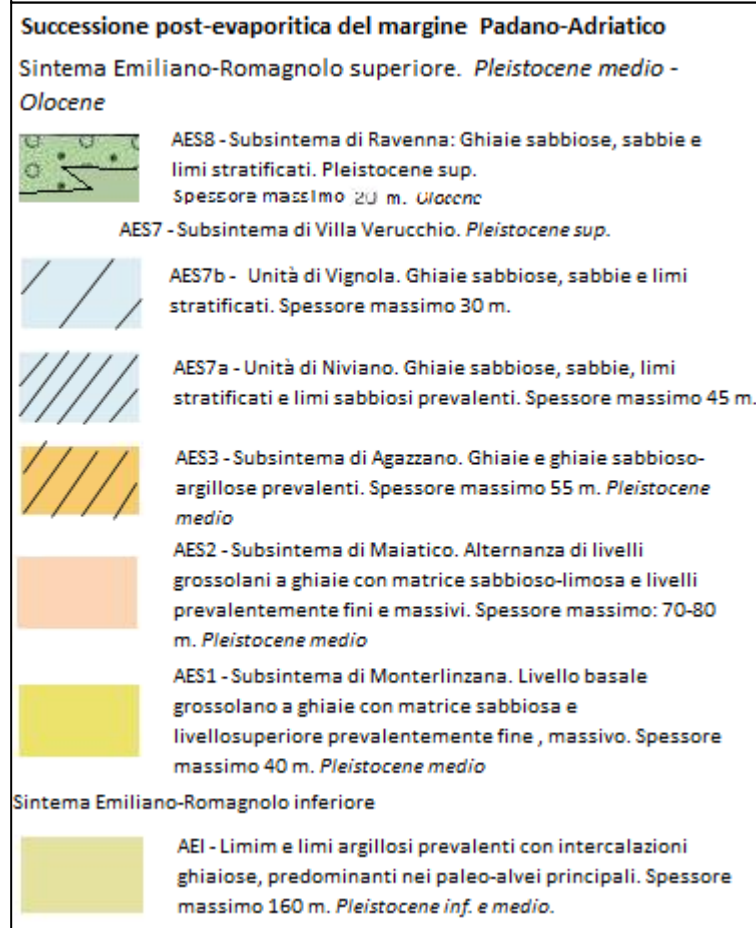 Successione post-evaporitica del margine Padano-Adriatico
Sintema Emiliano-Romagnolo superiore. Pleistocene medio -
Olocene
AES8 - Subsintema di Ravenna: Ghiaie sabbiose, sabbie e
limi stratificati. Pleistocene sup.
Spessore massimo 20 m. Olocene
AES7 - Subsintema di Villa Verucchio. Pleistocene sup.
AES7b - Unità di Vignola. Ghiaie sabbiose, sabbie e limi
stratificati. Spessore massimo 30 m.
AES7a - Unità di Niviano. Ghiaie sabbiose, sabbie, limi
stratificati e limi sabbiosi prevalenti. Spessore massimo 45 m.
AES3 - Subsintema di Agazzano. Ghiaie e ghiaie sabbioso-
argillose prevalenti. Spessore massimo 55 m. Pleistocene
medio
AES2 - Subsintema di Maiatico. Alternanza di livelli
grossolani a ghiaie con matrice sabbioso-limosa e livelli
prevalentemente fini e massivi. Spessore massimo: 70-80
m. Pleistocene medio
AES1 - Subsintema di Monterlinzana. Livello basale
grossolano a ghiaie con matrice sabbiosa e
livellosuperiore prevalentemente fine , massivo. Spessore
massimo 40 m. Pleistocene medio
Sintema Emiliano-Romagnolo inferiore
AEI - Limim e limi argillosi prevalenti con intercalazioni
ghiaiose, predominanti nei paleo-alvei principali. Spessore
massimo 160 m. Pleistocene inf. e medio.